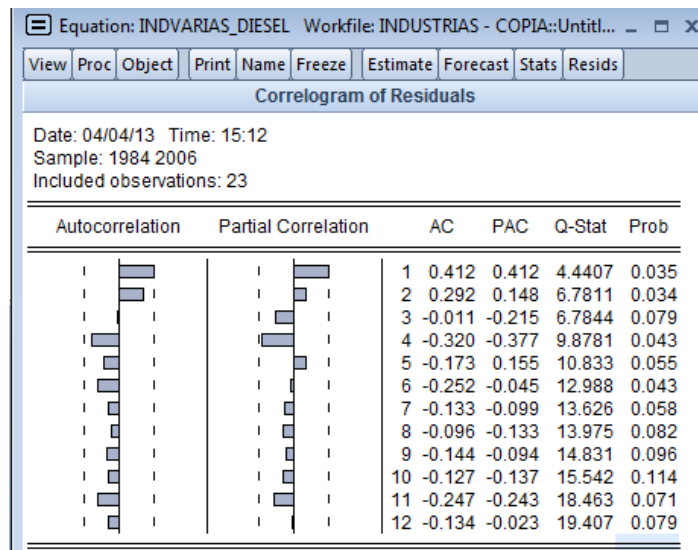 Equation: INDVARIAS_DIESEL Workfile: INDUSTRIAS - COPIA::Untitl...
View Proc Object Print Name Freeze Estimate Forecast Stats Resids
Correlogram of Residuals
Date: 04/04/13 Time: 15:12
Sample: 1984 2006
Included observations: 23
Autocorrelation Partial Correlation AC PAC Q-Stat Prob
1 0.412 0.412 4.4407 0.035
2 0.292 0.148 6.7811 0.034
3 -0.011 -0.215 6.7844 0.079
4 -0.320 -0.377 9.8781 0.043
5 -0.173 0.155 10.833 0.055
6 -0.252 -0.045 12.988 0.043
7 -0.133 -0.099 13.626 0.058
8 -0.096 -0.133 13.975 0.082
9 -0.144 -0.094 14.831 0.096
10 -0.127 -0.137 15.542 0.114
11 -0.247 -0.243 18.463 0.071
12 -0.134 -0.023 19.407 0.079